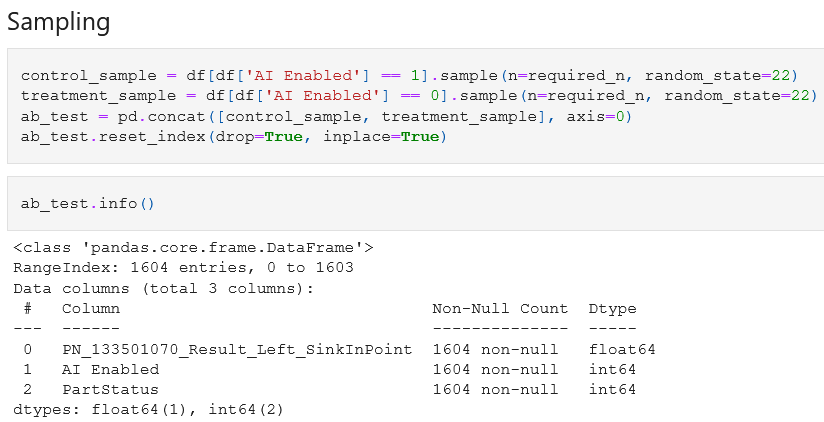 Sampling
control_sample = df[df['AI Enabled'] == 1].sample(n=required_n, random_state=22)
treatment_sample = df[df['AI Enabled'] == 0].sample(n=required_n, random_state=22)
ab_test = pd.concat([control_sample, treatment_sample], axis=0)
ab_test.reset_index(drop=True, inplace=True)
ab_test.info()
<class 'pandas.core.frame.DataFrame'>
RangeIndex: 1604 entries, 0 to 1603
Data columns (total 3 columns):
 #   Column                                 Non-Null Count  Dtype
---  ------                                 --------------  -----
 0   PN_133501070_Result_Left_SinkInPoint  1604 non-null   float64
 1   AI Enabled                             1604 non-null   int64
 2   PartStatus                             1604 non-null   int64
dtypes: float64(1), int64(2)